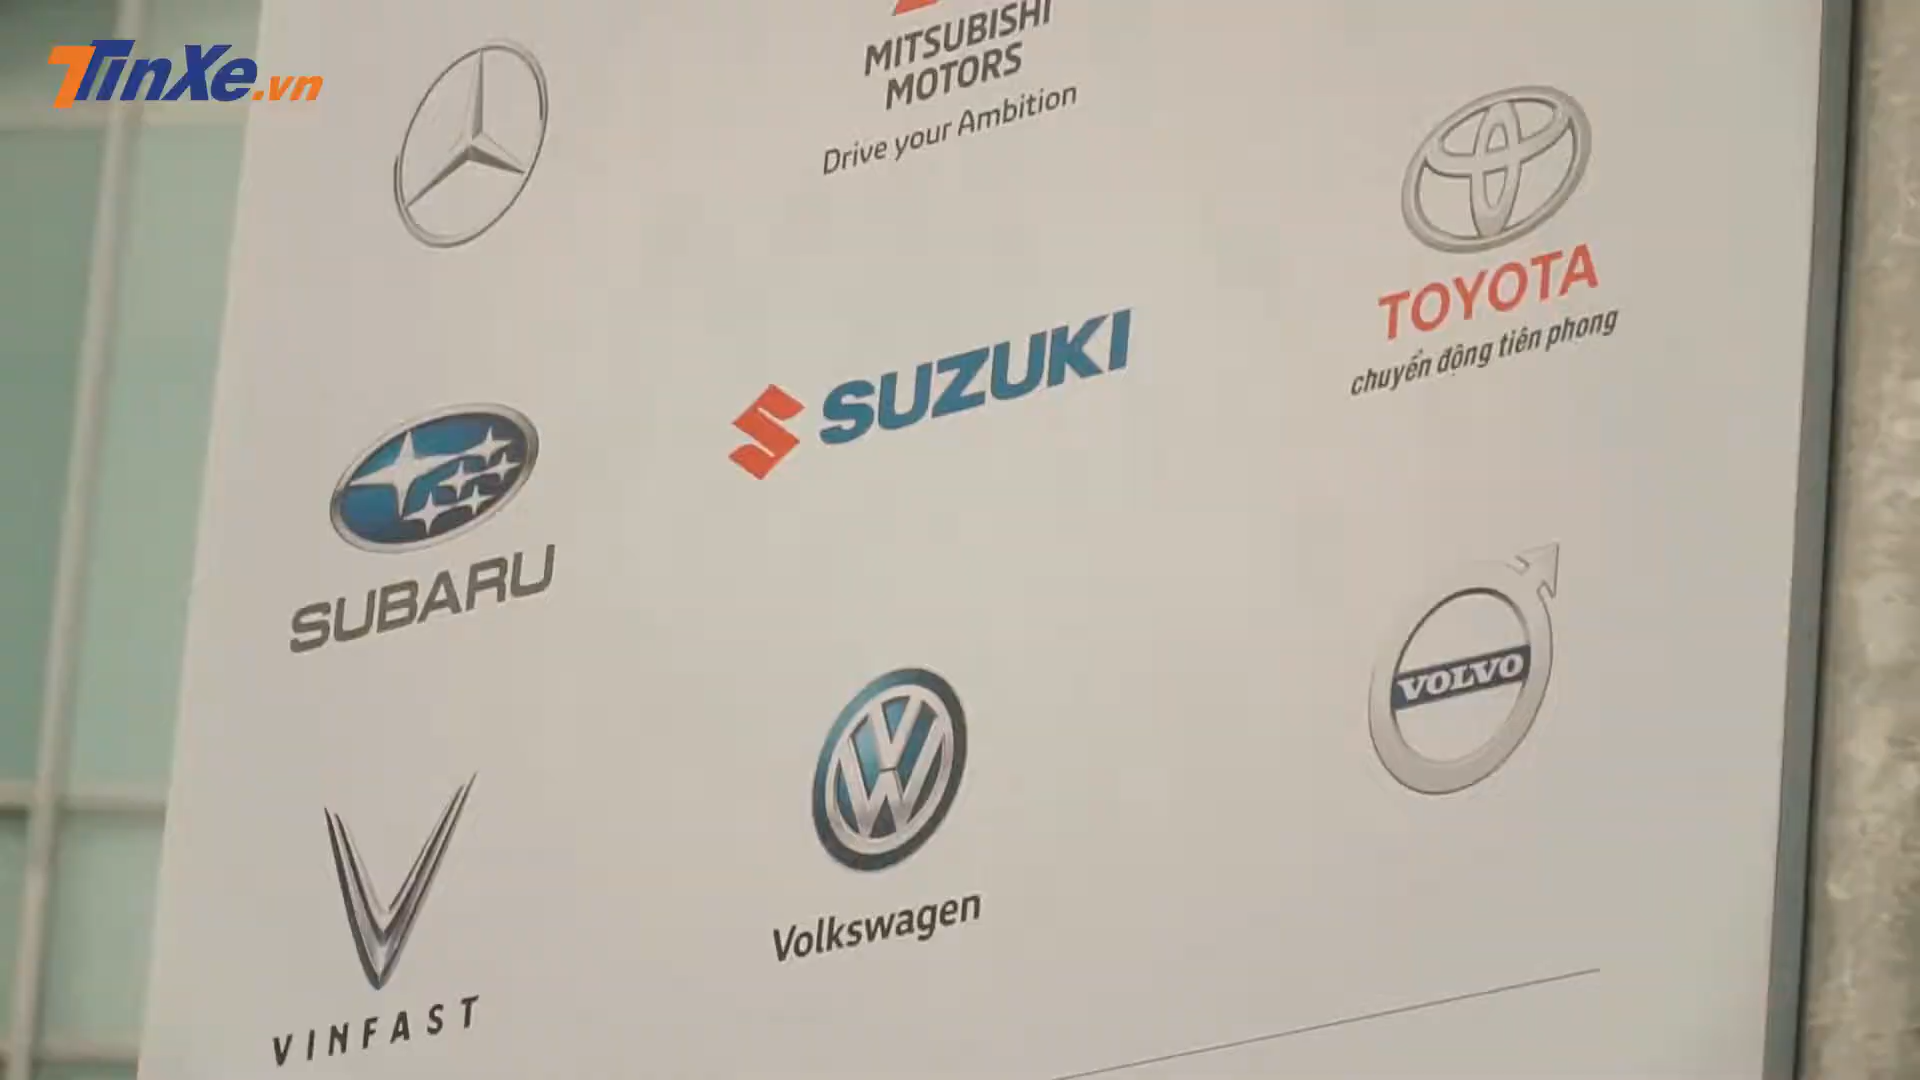 TinXe.vn
MITSUBISHI
MOTORS
Drive your Ambition
TOYOTA
chuyển động tiên phong
SUZUKI
SUBARU
VOLVO
Volkswagen
VINFAST